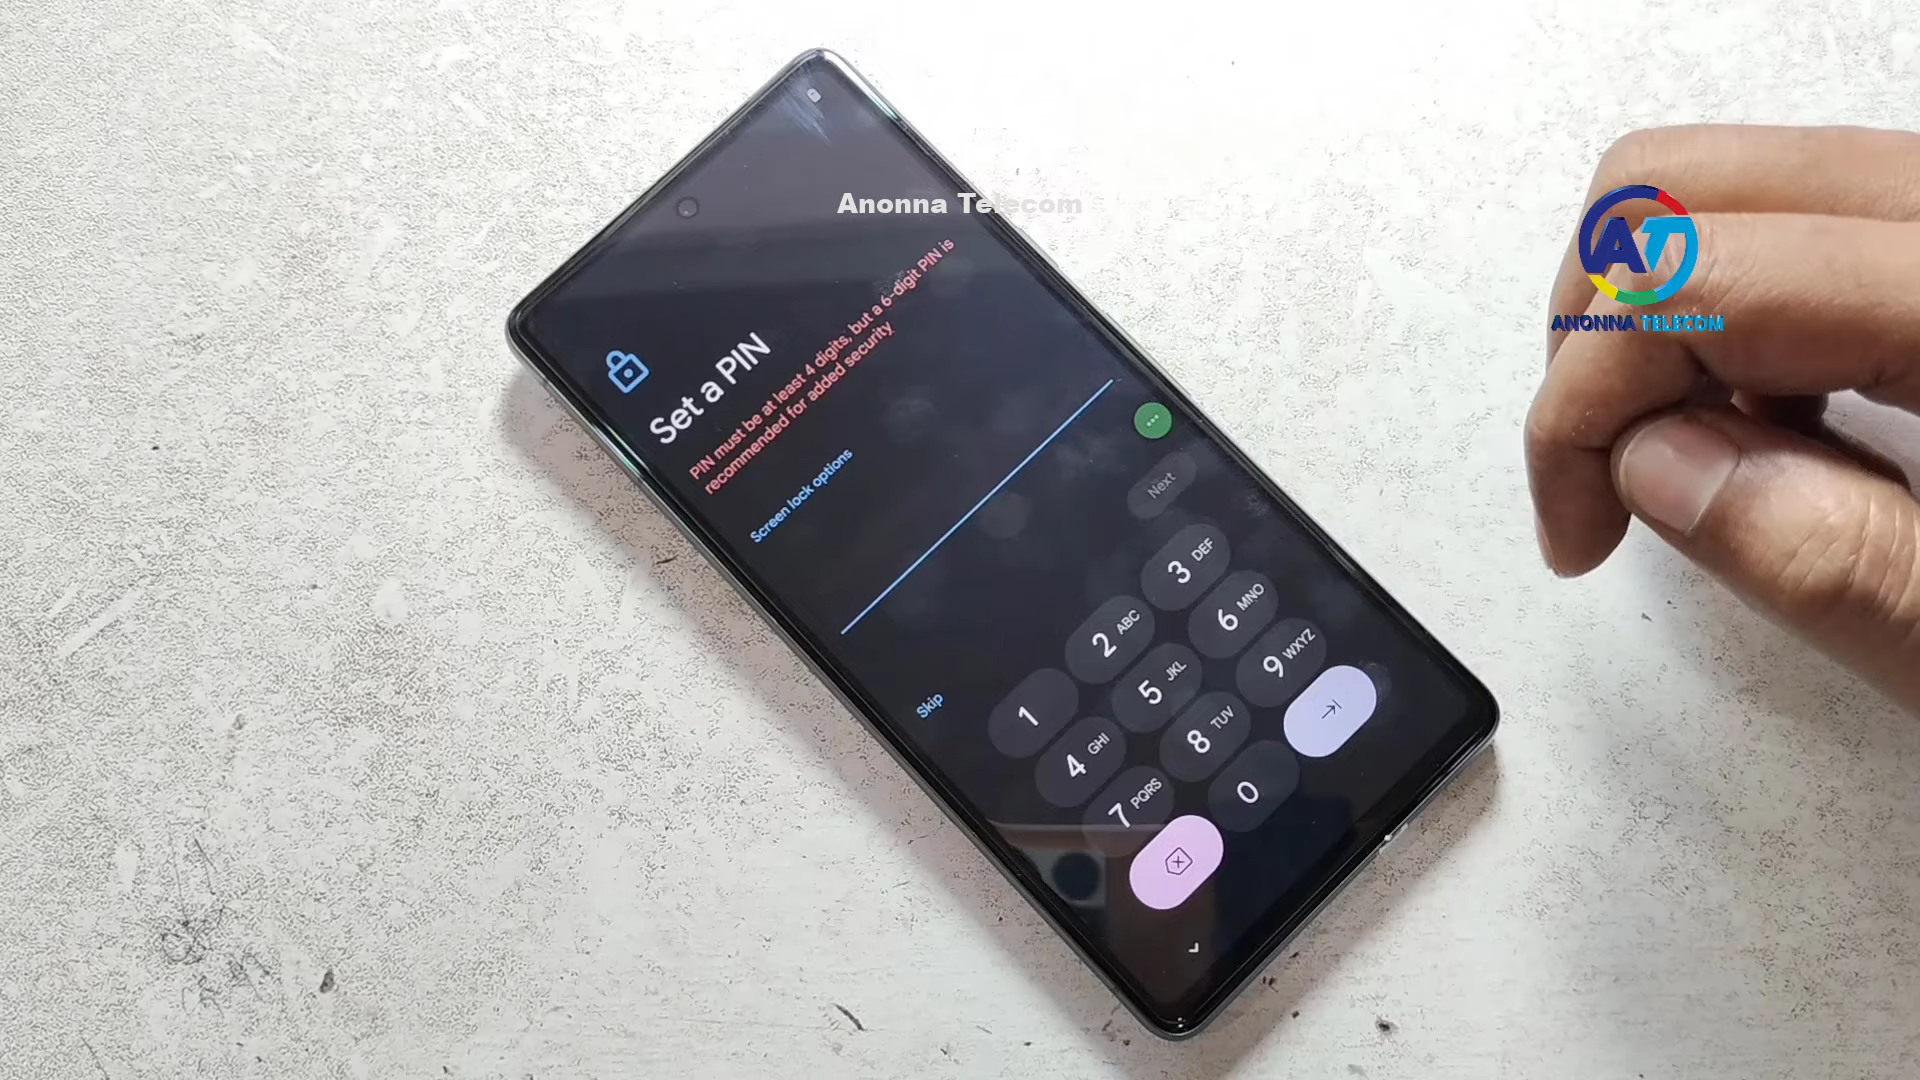 Anonna Telecom
AT
ANONNA TELECOM
Set a PIN
PIN must be at least 4 digits, but a 6-digit PIN is
recommended for added security
Screen lock options
Next
Skip
1
2 ABC
3 DEF
4 GHI
5 JKL
6 MNO
7 PQRS
8 TUV
9 WXYZ
0